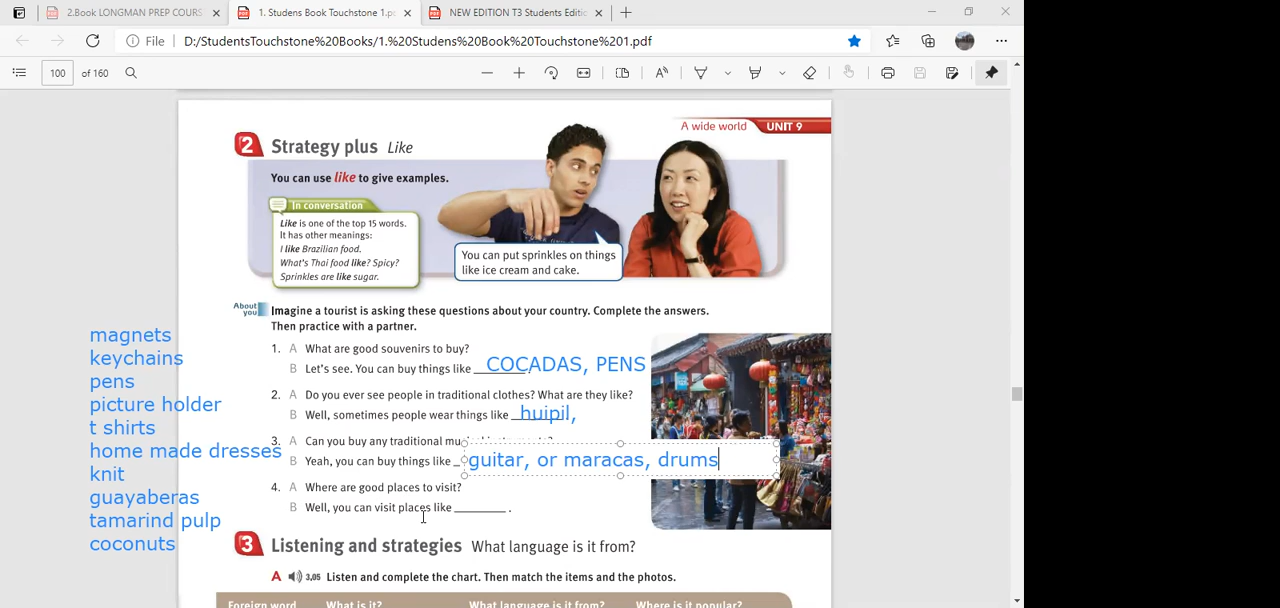 2.Book LONGMAN PREP COURS
1. Studens Book Touchstone 1.pc
NEW EDITION T3 Students Editic
File
D:/StudentsTouchstone%20Books/1.%20Studens%20Book%20Touchstone%201.pdf
100 of 160
A wide world UNIT 9
2 Strategy plus Like
You can use like to give examples.
In conversation
Like is one of the top 15 words.
It has other meanings:
I like Brazilian food.
What's Thai food like? Spicy?
Sprinkles are like sugar.
You can put sprinkles on things
like ice cream and cake.
About you
Imagine a tourist is asking these questions about your country. Complete the answers.
Then practice with a partner.
1. A What are good souvenirs to buy?
B Let's see. You can buy things like ________. COCADAS, PENS
2. A Do you ever see people in traditional clothes? What are they like?
B Well, sometimes people wear things like ________. huipil,
3. A Can you buy any traditional
B Yeah, you can buy things like _ guitar, or maracas, drums
4. A Where are good places to visit?
B Well, you can visit places like ________.
magnets
keychains
pens
picture holder
t shirts
home made dresses
knit
guayaberas
tamarind pulp
coconuts
3 Listening and strategies What language is it from?
A 3.05 Listen and complete the chart. Then match the items and the photos.
Foreign word What is it? What language is it from? Where is it popular?